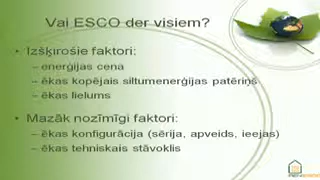 Vai ESCO der visiem?
• Izšķirošie faktori:
– enerģijas cena
– ēkas kopējais siltumenerģijas patēriņš
– ēkas lielums
• Mazāk nozīmīgi faktori:
– ēkas konfigurācija (sērija, apveids, ieejas)
– ēkas tehniskais stāvoklis